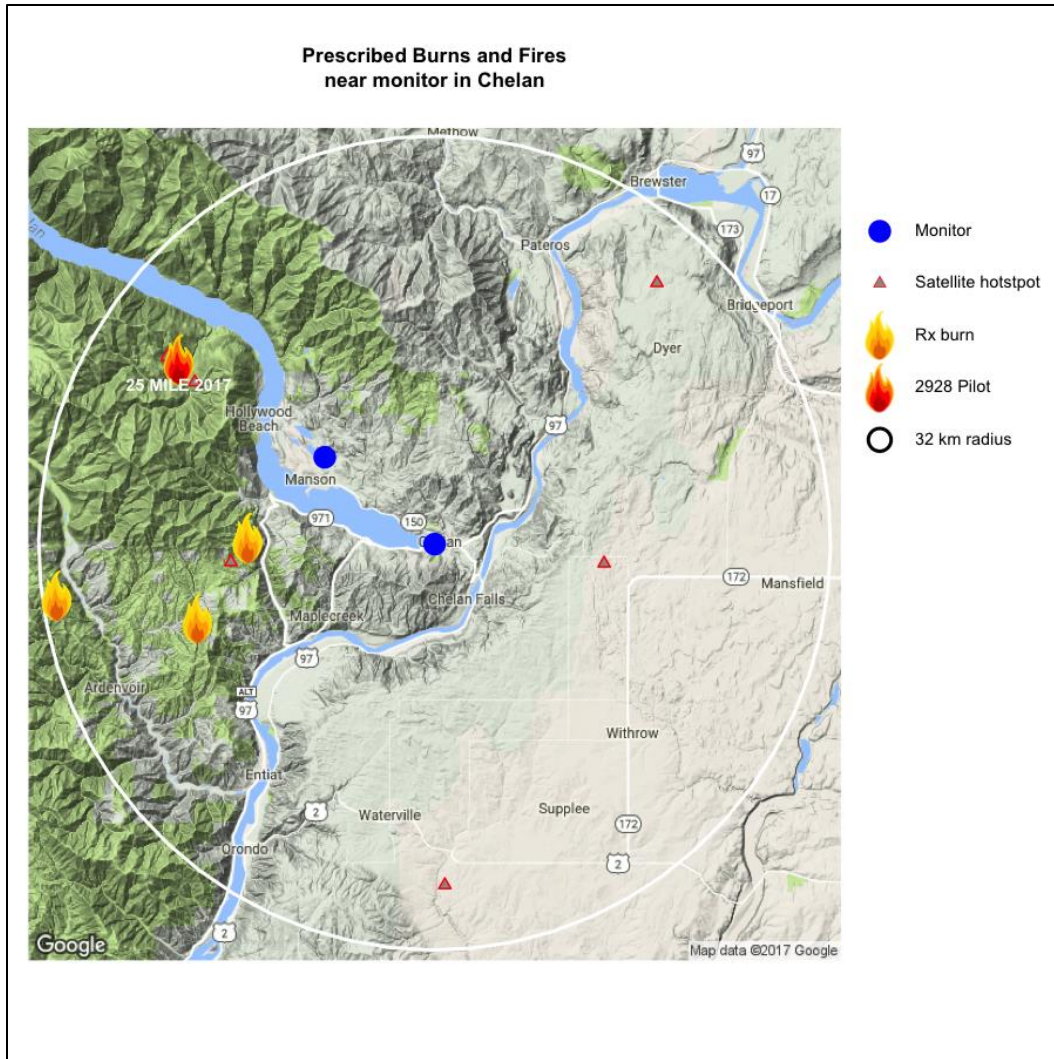 Prescribed Burns and Fires
near monitor in Chelan
Methow
97
Brewster
17
173
Pateros
Bridgeport
Dyer
25 MILE 2017
Hollywood
Beach
97
Manson
971
150
Chelan
172
Mansfield
Chelan Falls
Maplecreek
97
Ardenvoir
ALT
97
Withrow
Entiat
2
Waterville
Supplee
172
Orondo
2
2
Google
Map data ©2017 Google
Monitor
Satellite hotstpot
Rx burn
2928 Pilot
32 km radius